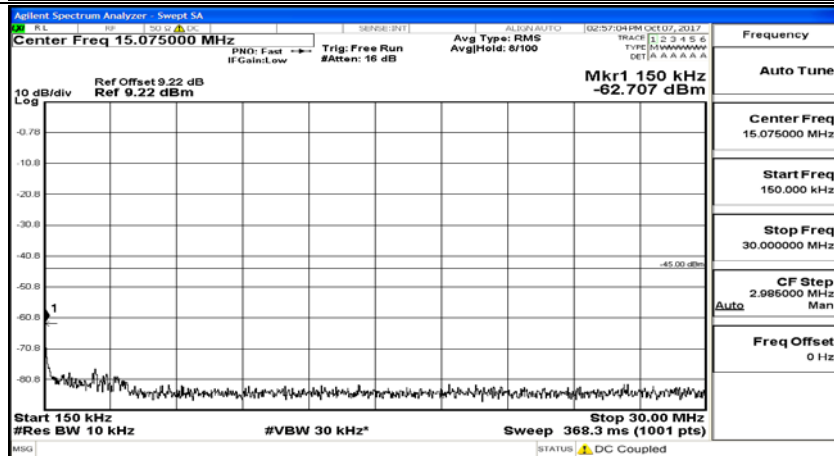 Agilent Spectrum Analyzer - Swept SA
RL RF 50 Ω DC SENSE:INT ALIGN AUTO 02:57:04 PM Oct 07, 2017
Center Freq 15.075000 MHz
PNO: Fast
IFGain:Low
Trig: Free Run
#Atten: 16 dB
Avg Type: RMS
Avg|Hold: 8/100
TRACE 1 2 3 4 5 6
TYPE M W W W W W
DET A A A A A A
Ref Offset 9.22 dB
Ref 9.22 dBm
10 dB/div
Log
Mkr1 150 kHz
-62.707 dBm
-0.78
-10.8
-20.8
-30.8
-40.8
-45.00 dBm
-50.8
1
-60.8
-70.8
-80.8
Start 150 kHz
Stop 30.00 MHz
#Res BW 10 kHz
#VBW 30 kHz*
Sweep 368.3 ms (1001 pts)
MSG
STATUS
DC Coupled
Frequency
Auto Tune
Center Freq
15.075000 MHz
Start Freq
150.000 kHz
Stop Freq
30.000000 MHz
CF Step
2.985000 MHz
Auto Man
Freq Offset
0 Hz